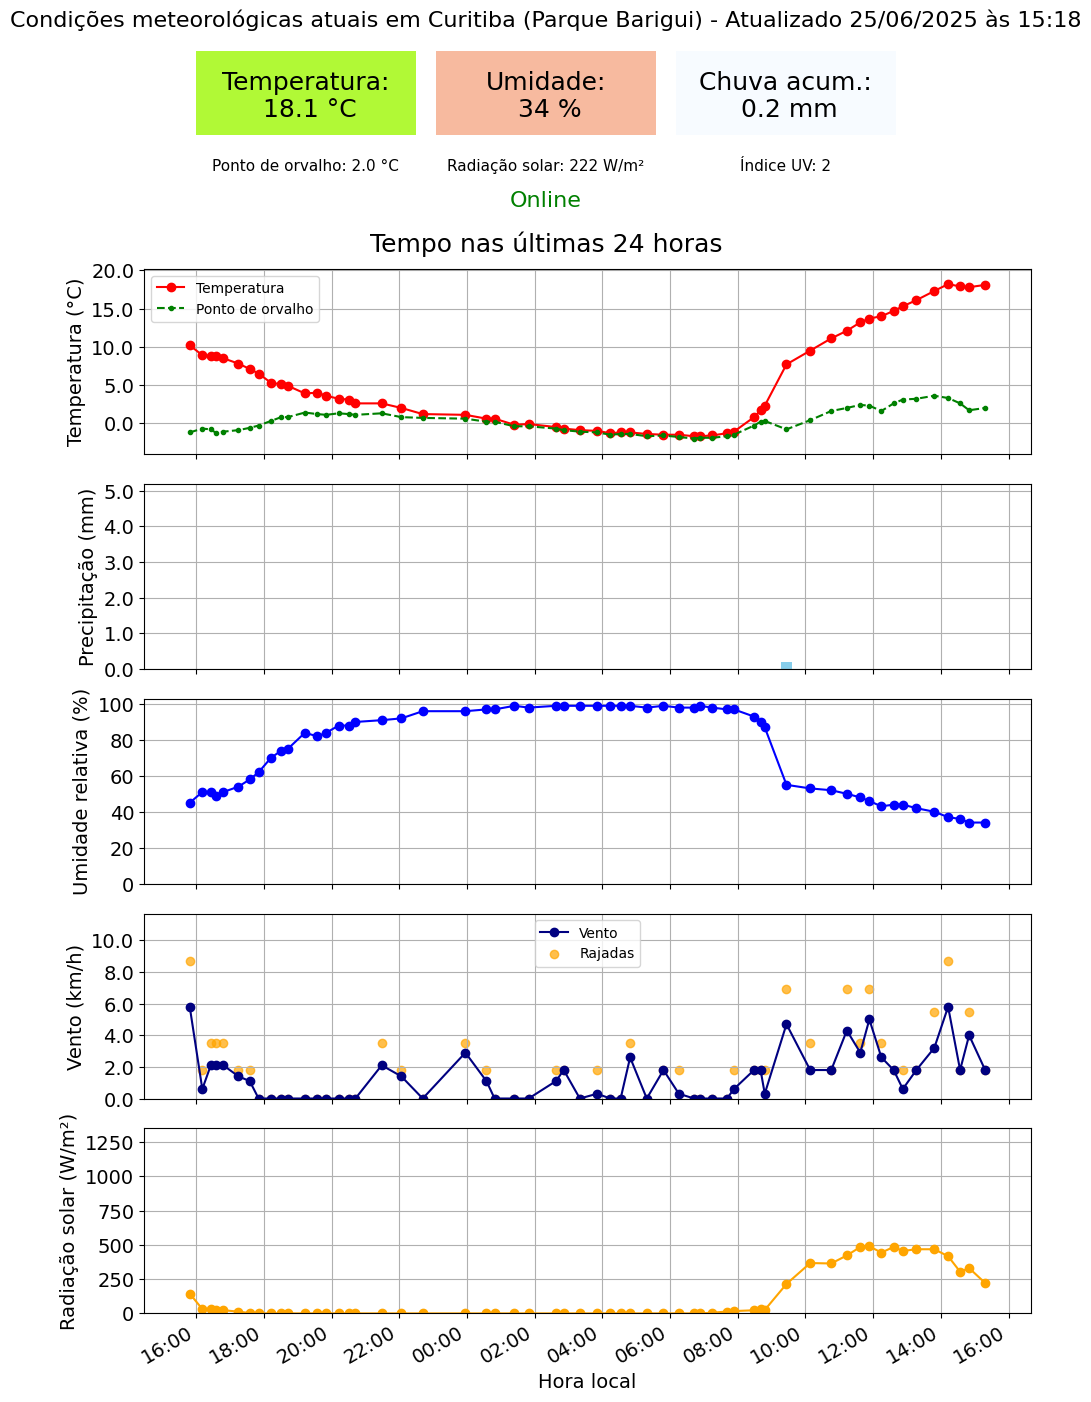 Condições meteorológicas atuais em Curitiba (Parque Barigui) - Atualizado 25/06/2025 às 15:18
Temperatura:
18.1 °C
Umidade:
34 %
Chuva acum.:
0.2 mm
Ponto de orvalho: 2.0 °C
Radiação solar: 222 W/m²
Índice UV: 2
Online
Tempo nas últimas 24 horas
Temperatura (°C)
20.0
15.0
10.0
5.0
0.0
Temperatura
Ponto de orvalho
Precipitação (mm)
5.0
4.0
3.0
2.0
1.0
0.0
Umidade relativa (%)
100
80
60
40
20
0
Vento (km/h)
10.0
8.0
6.0
4.0
2.0
0.0
Vento
Rajadas
Radiação solar (W/m²)
1250
1000
750
500
250
0
16:00
18:00
20:00
22:00
00:00
02:00
04:00
06:00
08:00
10:00
12:00
14:00
16:00
Hora local